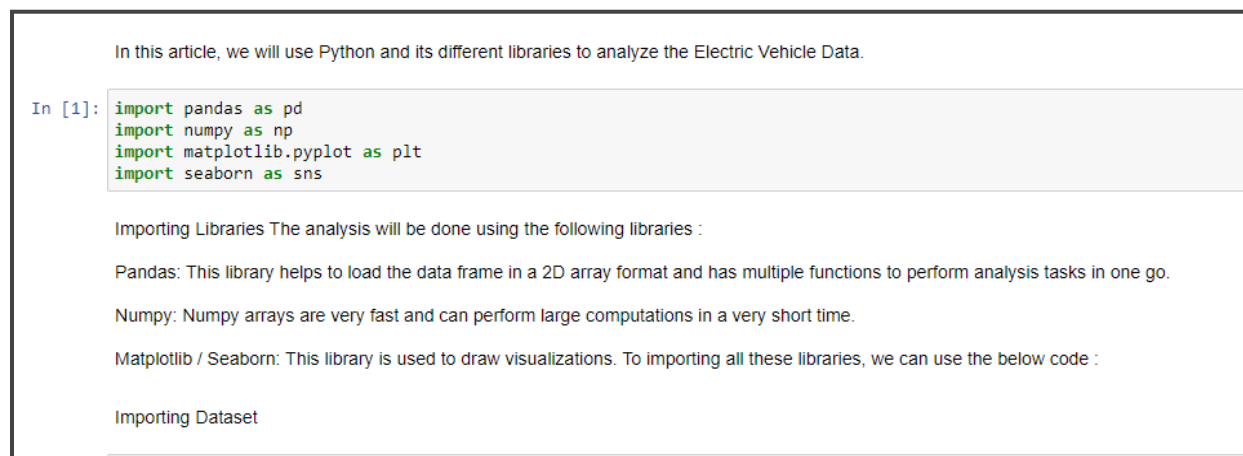 In this article, we will use Python and its different libraries to analyze the Electric Vehicle Data.
In [1]: import pandas as pd
import numpy as np
import matplotlib.pyplot as plt
import seaborn as sns
Importing Libraries The analysis will be done using the following libraries :
Pandas: This library helps to load the data frame in a 2D array format and has multiple functions to perform analysis tasks in one go.
Numpy: Numpy arrays are very fast and can perform large computations in a very short time.
Matplotlib / Seaborn: This library is used to draw visualizations. To importing all these libraries, we can use the below code :
Importing Dataset